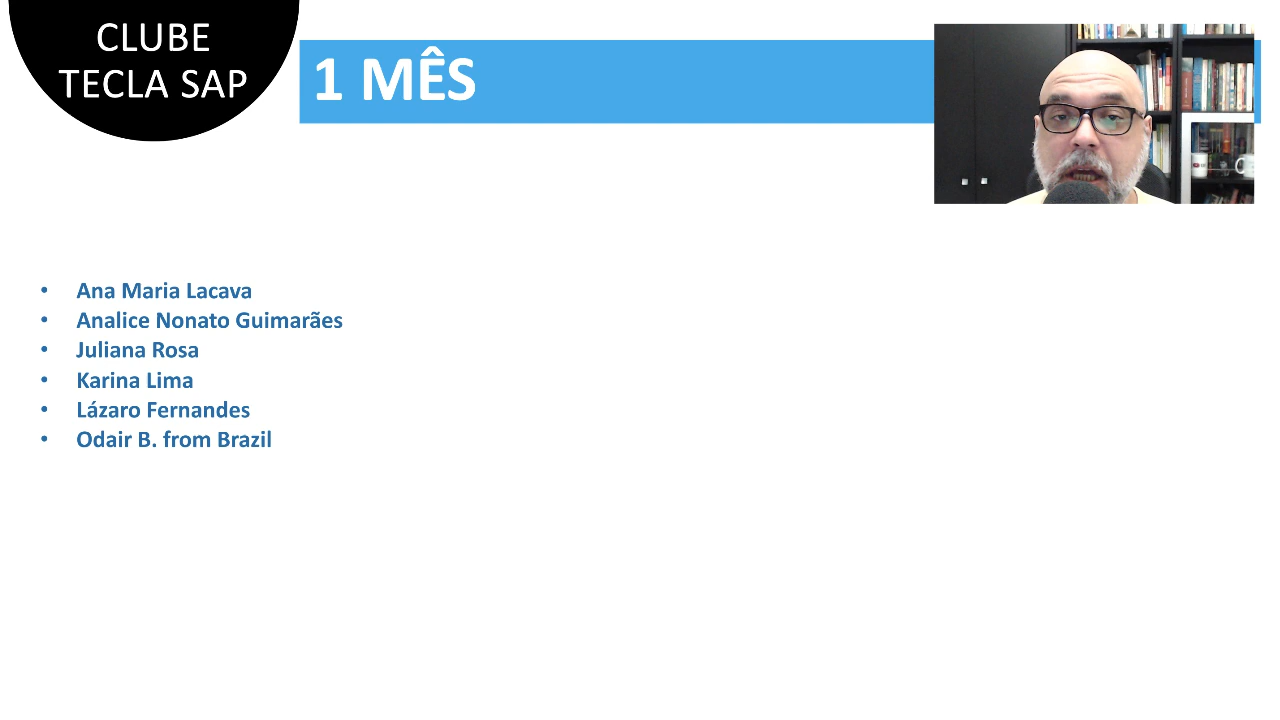 CLUBE
TECLA SAP
1 MÊS
• Ana Maria Lacava
• Analice Nonato Guimarães
• Juliana Rosa
• Karina Lima
• Lázaro Fernandes
• Odair B. from Brazil